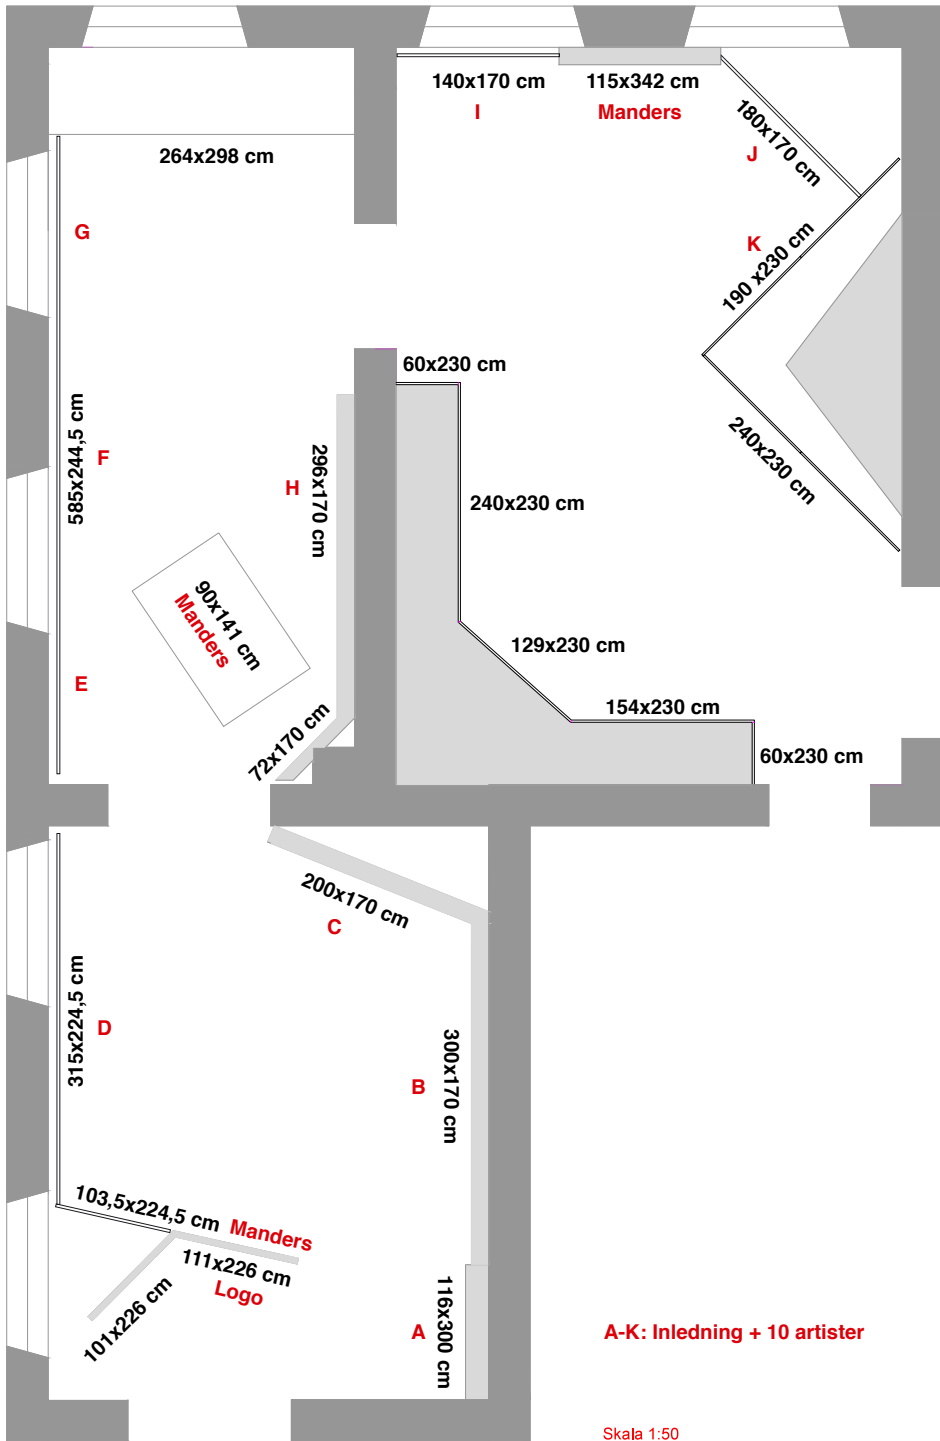 140x170 cm
I
115x342 cm
Manders
180x170 cm
J
264x298 cm
G
K
190 x230 cm
60x230 cm
585x244,5 cm
F
H
296x170 cm
240x230 cm
240x230 cm
90x141 cm
Manders
E
129x230 cm
72x170 cm
154x230 cm
60x230 cm
200x170 cm
C
315x224,5 cm
D
300x170 cm
B
103,5x224,5 cm
Manders
111x226 cm
Logo
101x226 cm
116x300 cm
A
A-K: Inledning + 10 artister
Skala 1:50